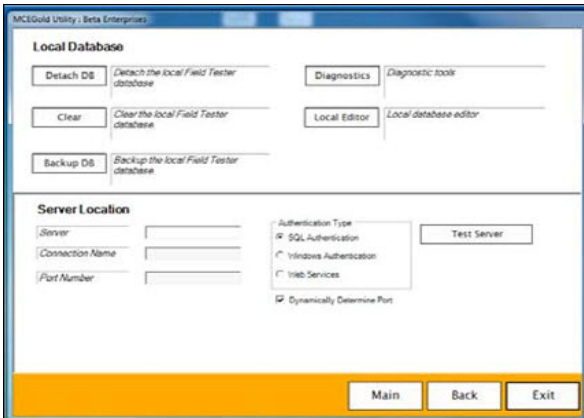 MCEGold Utility : Beta Enterprises
Local Database
Detach DB
Detach the local Field Tester
database
Diagnostics
Diagnostic tools
Clear
Clear the local Field Tester
database.
Local Editor
Local database editor
Backup DB
Backup the local Field Tester
database.
Server Location
Server
Connection Name
Port Number
Authentication Type
SQL Authentication
Windows Authentication
Web Services
Dynamically Determine Port
Test Server
Main
Back
Exit